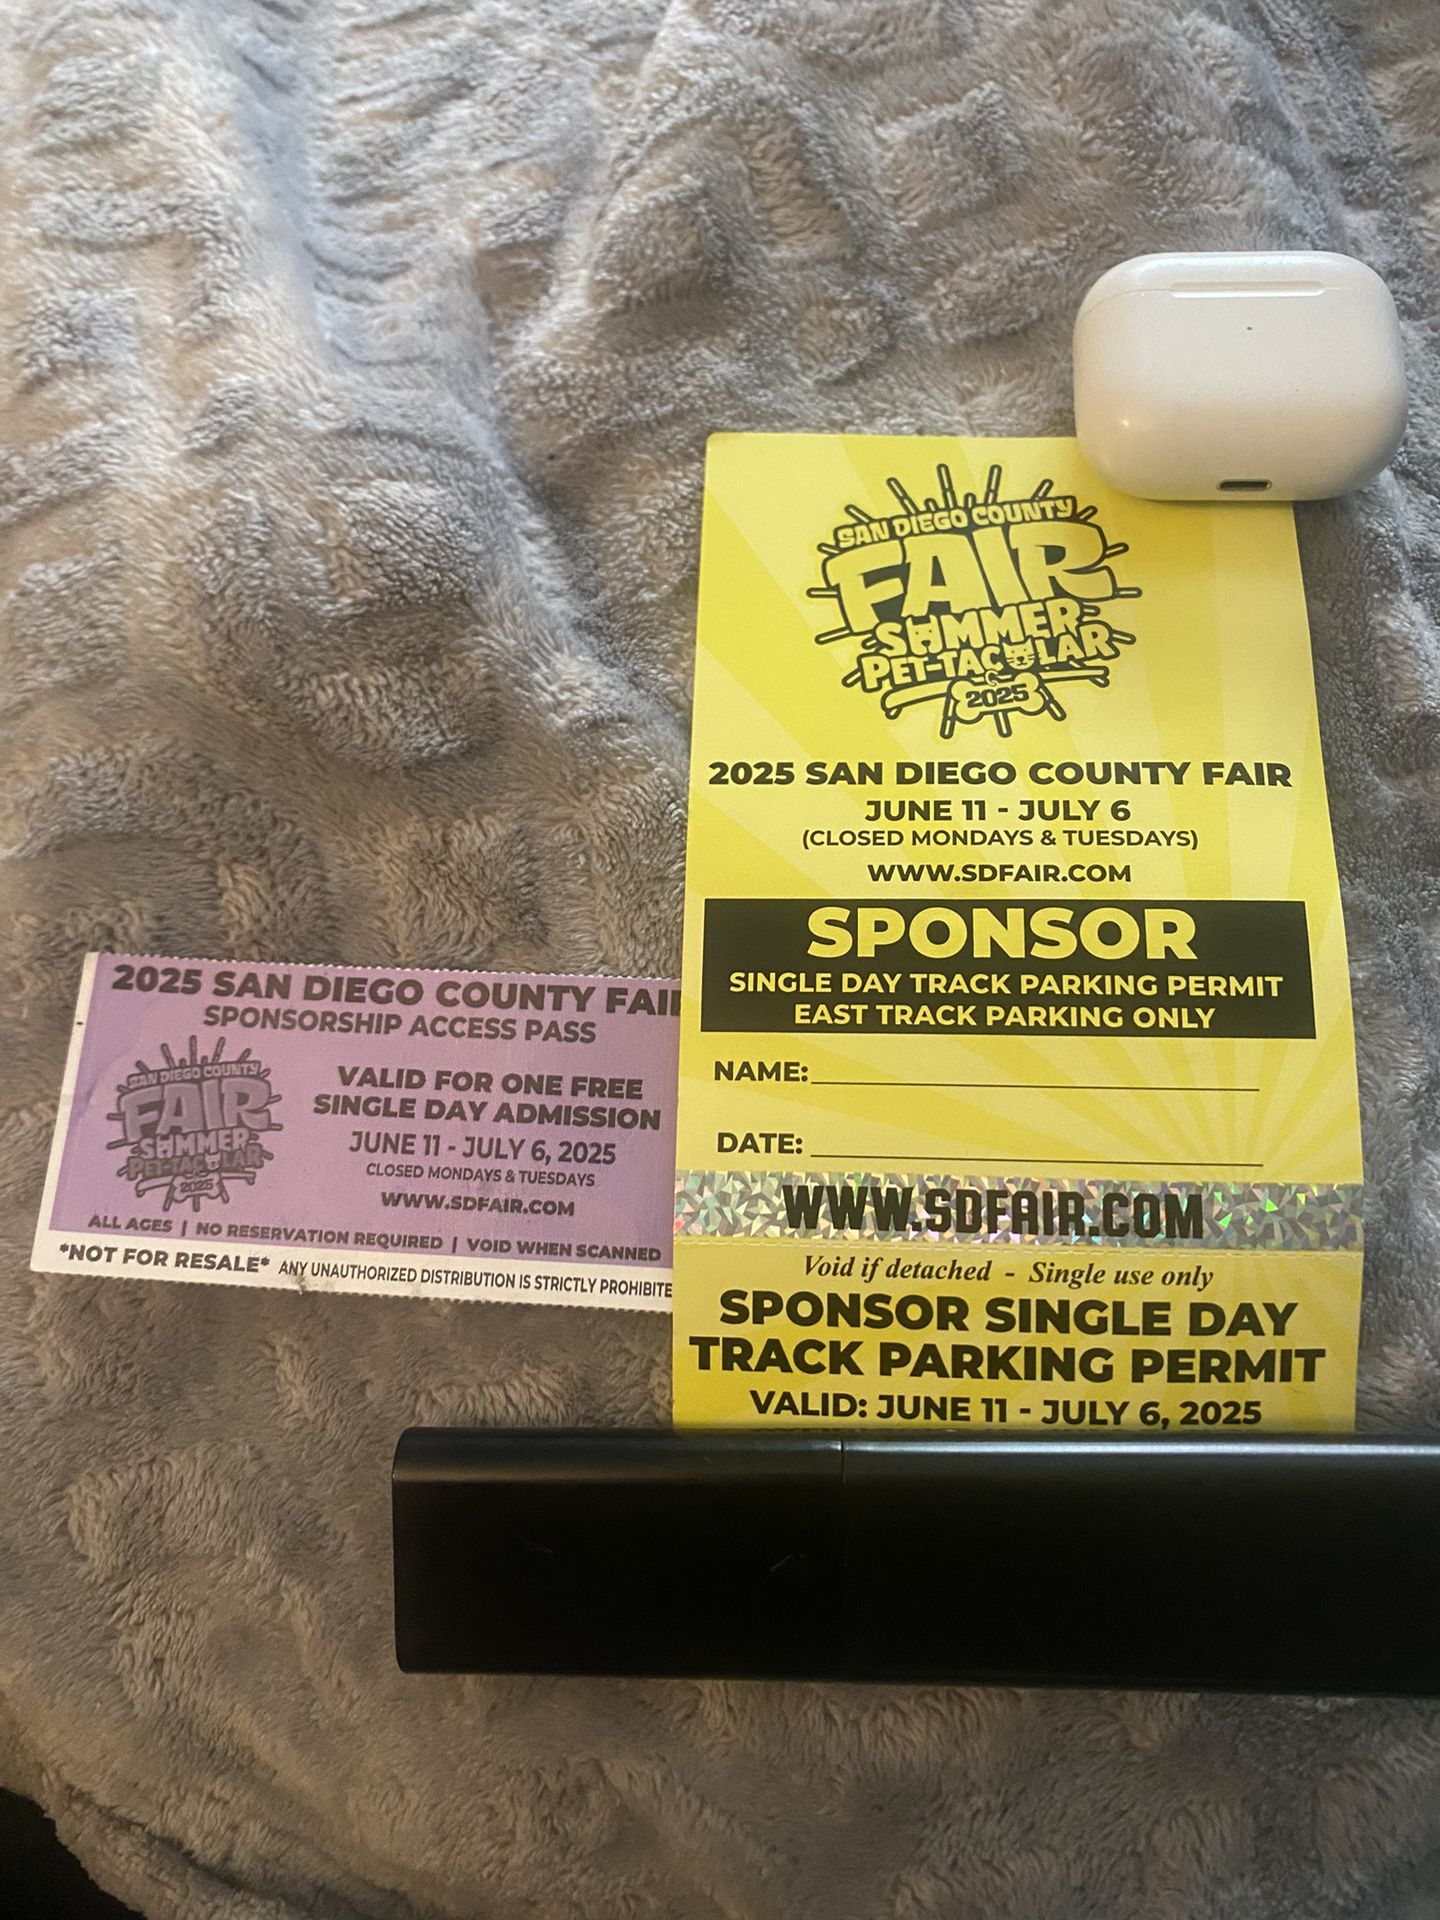 2025 SAN DIEGO COUNTY FAIR
SPONSORSHIP ACCESS PASS
SAN DIEGO COUNTY
FAIR
SUMMER
PET-TACULAR
2025
VALID FOR ONE FREE
SINGLE DAY ADMISSION
JUNE 11 - JULY 6, 2025
CLOSED MONDAYS & TUESDAYS
WWW.SDFAIR.COM
ALL AGES | NO RESERVATION REQUIRED | VOID WHEN SCANNED
*NOT FOR RESALE* ANY UNAUTHORIZED DISTRIBUTION IS STRICTLY PROHIBITE
SAN DIEGO COUNTY
FAIR
SUMMER
PET-TACULAR
2025
2025 SAN DIEGO COUNTY FAIR
JUNE 11 - JULY 6
(CLOSED MONDAYS & TUESDAYS)
WWW.SDFAIR.COM
SPONSOR
SINGLE DAY TRACK PARKING PERMIT
EAST TRACK PARKING ONLY
NAME:
DATE:
WWW.SDFAIR.COM
Void if detached - Single use only
SPONSOR SINGLE DAY
TRACK PARKING PERMIT
VALID: JUNE 11 - JULY 6, 2025